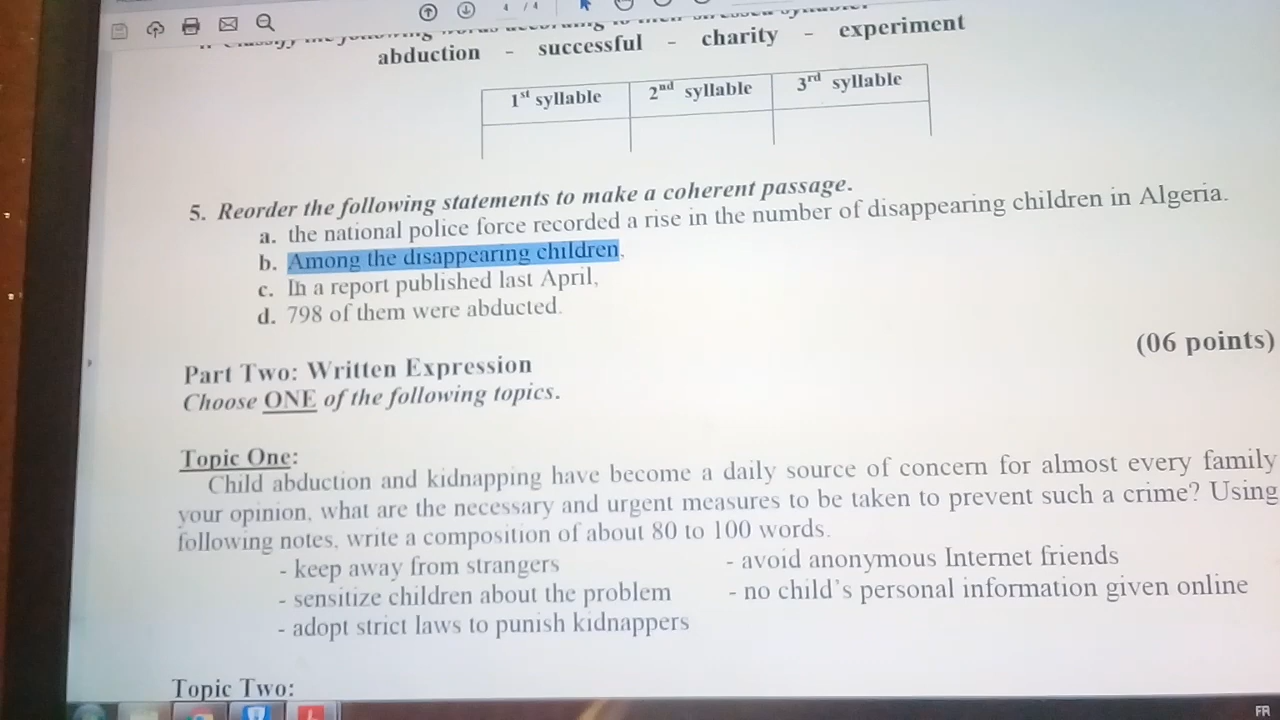 4 / 4
abduction - successful - charity - experiment
1st syllable 2nd syllable 3rd syllable
5. Reorder the following statements to make a coherent passage.
a. the national police force recorded a rise in the number of disappearing children in Algeria.
b. Among the disappearing children,
c. In a report published last April,
d. 798 of them were abducted.
(06 points)
Part Two: Written Expression
Choose ONE of the following topics.
Topic One:
Child abduction and kidnapping have become a daily source of concern for almost every family
your opinion, what are the necessary and urgent measures to be taken to prevent such a crime? Using
following notes, write a composition of about 80 to 100 words.
- keep away from strangers - avoid anonymous Internet friends
- sensitize children about the problem - no child's personal information given online
- adopt strict laws to punish kidnappers
Topic Two:
FR